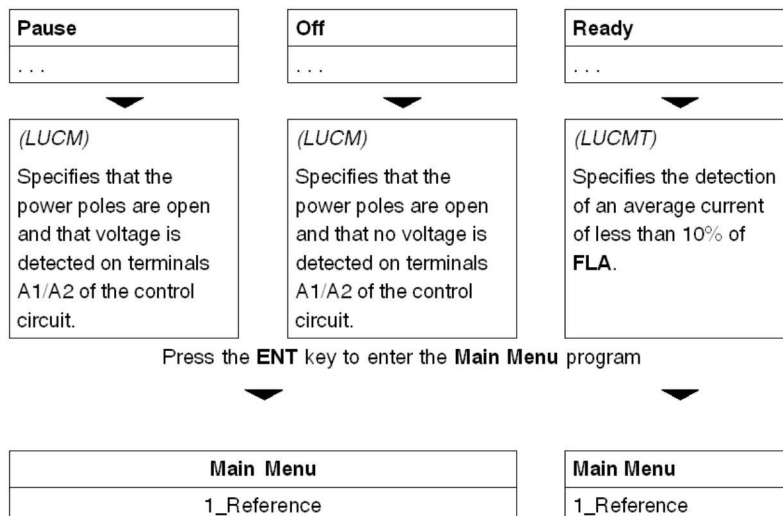 Pause
. . .
Off
. . .
Ready
. . .
(LUCM)
Specifies that the
power poles are open
and that voltage is
detected on terminals
A1/A2 of the control
circuit.
(LUCM)
Specifies that the
power poles are open
and that no voltage is
detected on terminals
A1/A2 of the control
circuit.
(LUCMT)
Specifies the detection
of an average current
of less than 10% of
FLA.
Press the ENT key to enter the Main Menu program
Main Menu
1_Reference
Main Menu
1_Reference